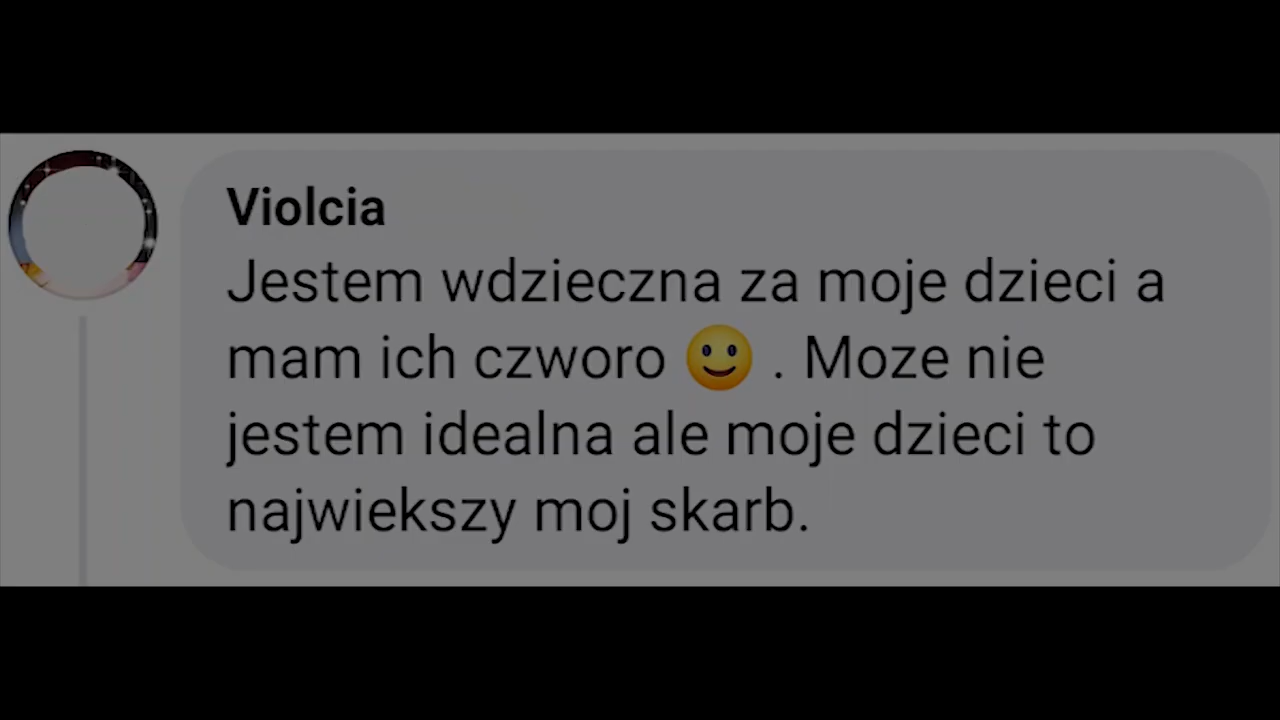 Violcia
Jestem wdzieczna za moje dzieci a
mam ich czworo 🙂 . Moze nie
jestem idealna ale moje dzieci to
najwiekszy moj skarb.